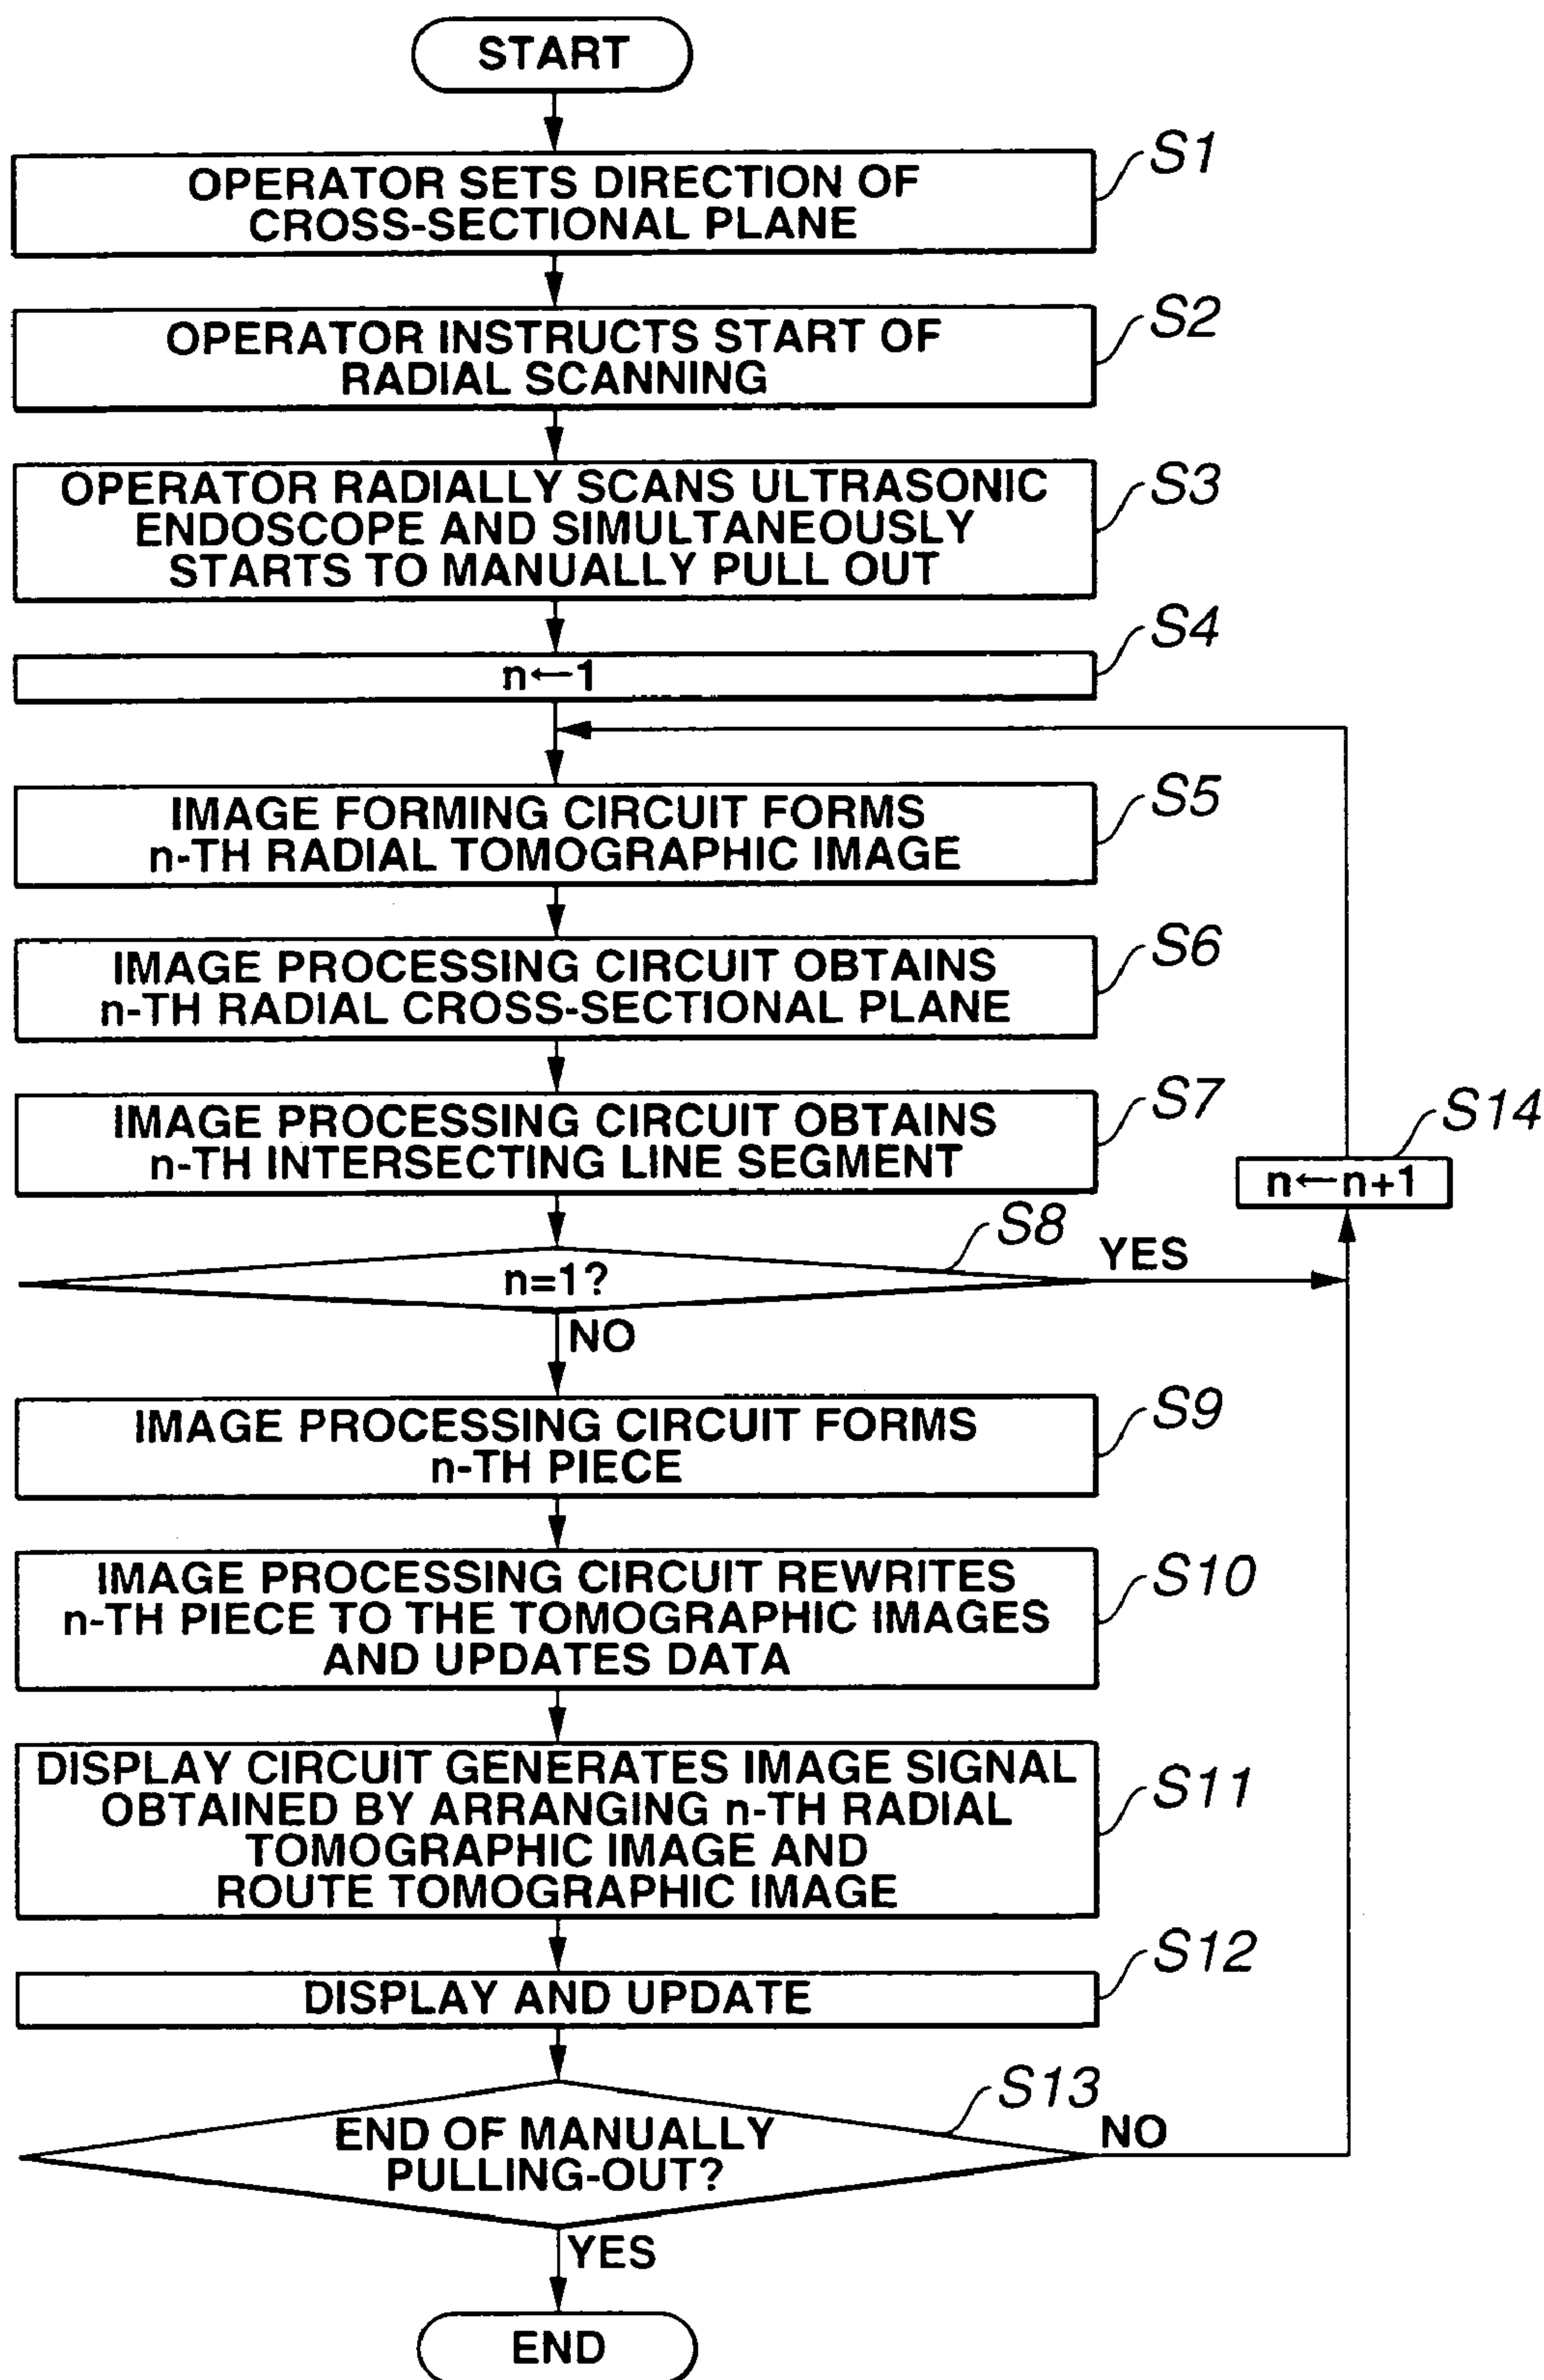 START
S1
OPERATOR SETS DIRECTION OF
CROSS-SECTIONAL PLANE
S2
OPERATOR INSTRUCTS START OF
RADIAL SCANNING
S3
OPERATOR RADIALLY SCANS ULTRASONIC
ENDOSCOPE AND SIMULTANEOUSLY
STARTS TO MANUALLY PULL OUT
S4
n←1
S5
IMAGE FORMING CIRCUIT FORMS
n-TH RADIAL TOMOGRAPHIC IMAGE
S6
IMAGE PROCESSING CIRCUIT OBTAINS
n-TH RADIAL CROSS-SECTIONAL PLANE
S7
IMAGE PROCESSING CIRCUIT OBTAINS
n-TH INTERSECTING LINE SEGMENT
S14
n←n+1
S8
n=1?
YES
NO
S9
IMAGE PROCESSING CIRCUIT FORMS
n-TH PIECE
S10
IMAGE PROCESSING CIRCUIT REWRITES
n-TH PIECE TO THE TOMOGRAPHIC IMAGES
AND UPDATES DATA
S11
DISPLAY CIRCUIT GENERATES IMAGE SIGNAL
OBTAINED BY ARRANGING n-TH RADIAL
TOMOGRAPHIC IMAGE AND
ROUTE TOMOGRAPHIC IMAGE
S12
DISPLAY AND UPDATE
S13
END OF MANUALLY
PULLING-OUT?
NO
YES
END